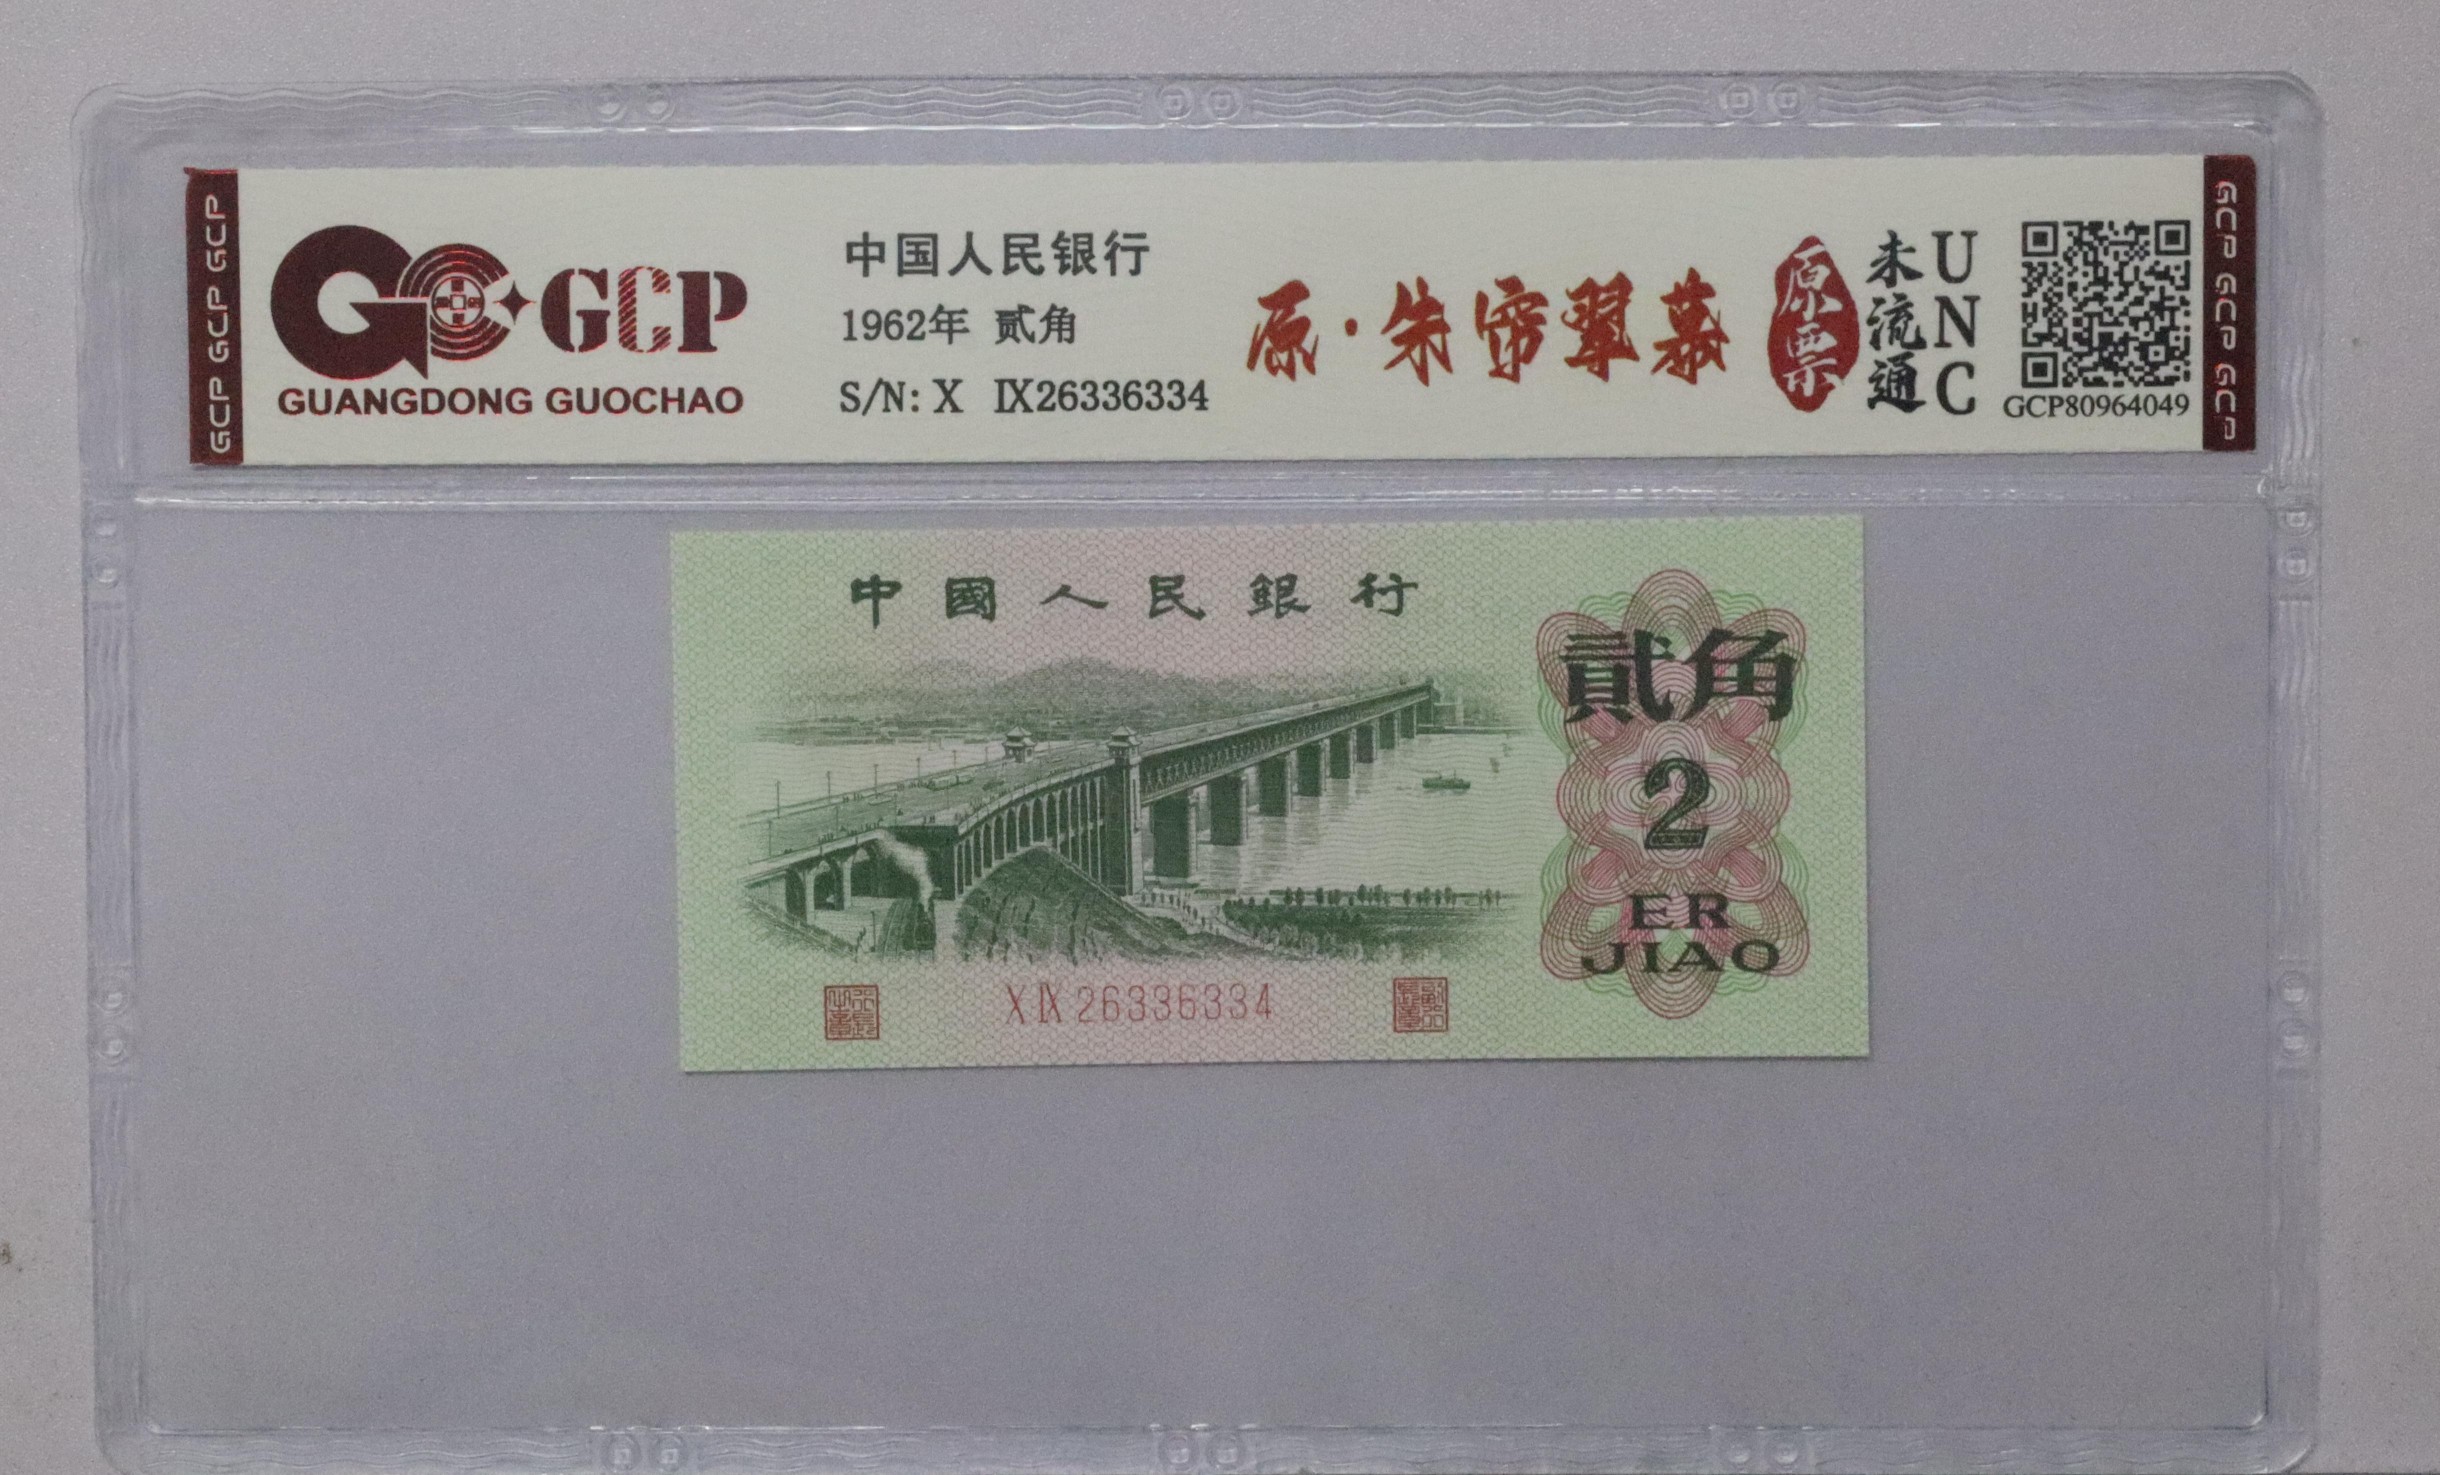 GCP GCP GCP GCP
GCP
GUANGDONG GUOCHAO
中国人民银行
1962年 贰角
S/N: X Ⅸ26336334
原·朱帘翠幕
原票
未流通
UNC
GCP80964049
GCP GCP GCP GCP
中國人民銀行
貳角
2
ER
JIAO
X Ⅸ 26336334